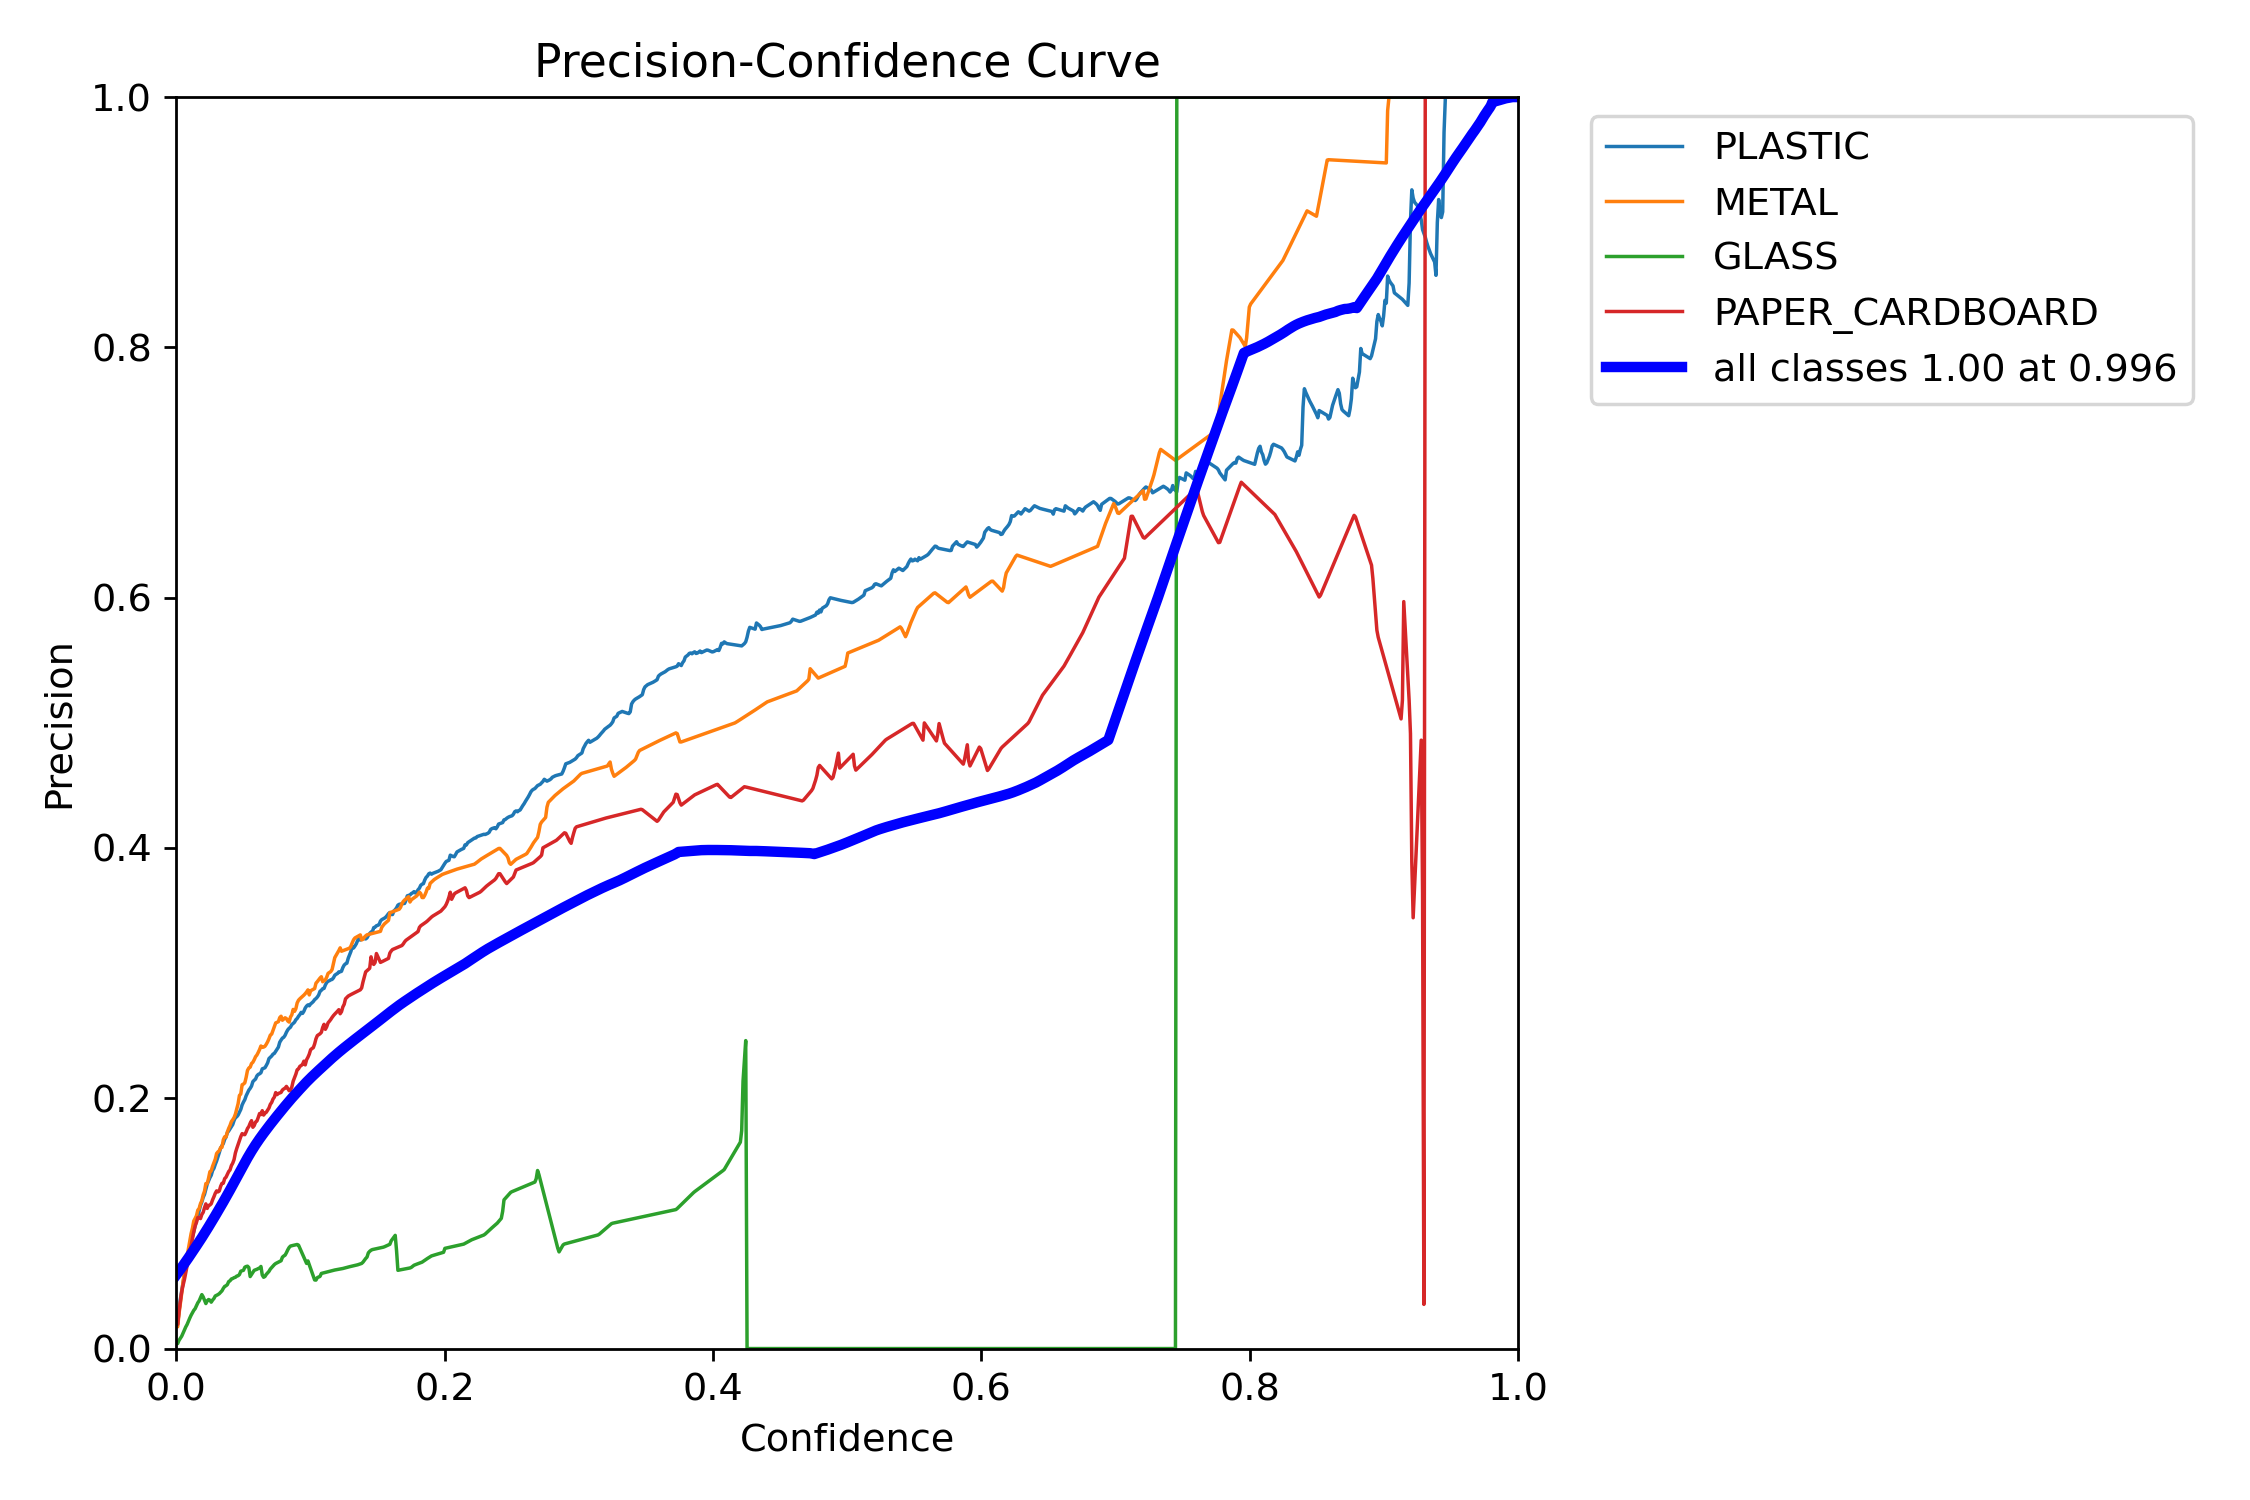 Precision-Confidence Curve
1.0
0.8
0.6
0.4
0.2
0.0
Precision
0.0 0.2 0.4 0.6 0.8 1.0
Confidence
PLASTIC
METAL
GLASS
PAPER_CARDBOARD
all classes 1.00 at 0.996